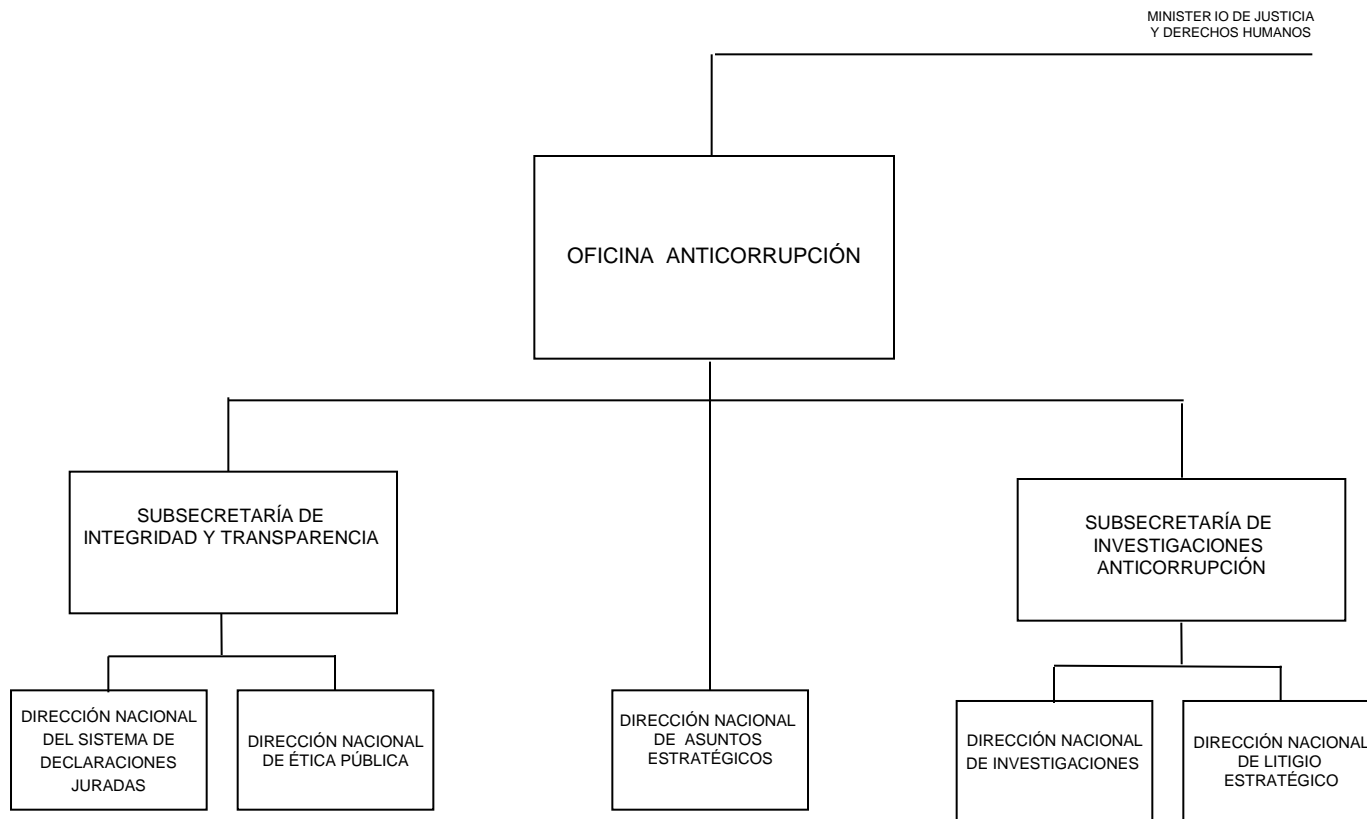 MINISTER IO DE JUSTICIA
Y DERECHOS HUMANOS
OFICINA ANTICORRUPCIÓN
SUBSECRETARÍA DE
INTEGRIDAD Y TRANSPARENCIA
SUBSECRETARÍA DE
INVESTIGACIONES
ANTICORRUPCIÓN
DIRECCIÓN NACIONAL
DEL SISTEMA DE
DECLARACIONES
JURADAS
DIRECCIÓN NACIONAL
DE ÉTICA PÚBLICA
DIRECCIÓN NACIONAL
DE ASUNTOS
ESTRATÉGICOS
DIRECCIÓN NACIONAL
DE INVESTIGACIONES
DIRECCIÓN NACIONAL
DE LITIGIO
ESTRATÉGICO